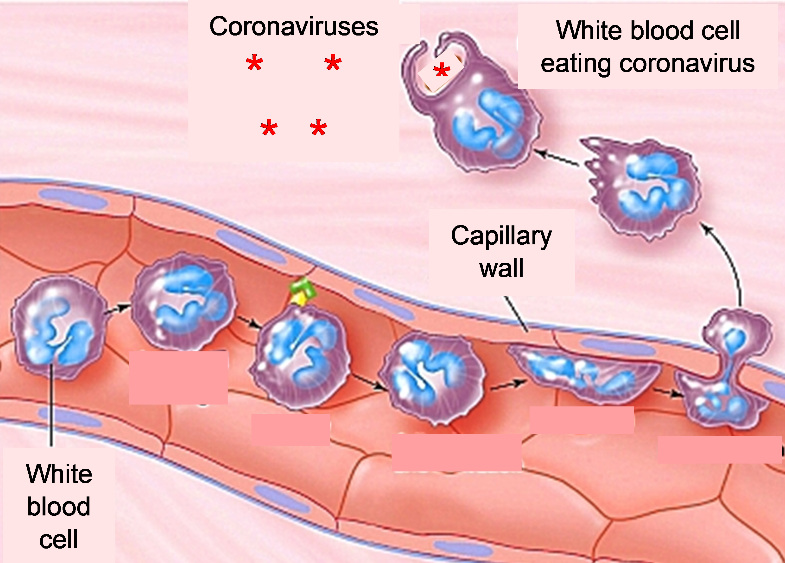 Coronaviruses
White blood cell
eating coronavirus
Capillary
wall
White
blood
cell